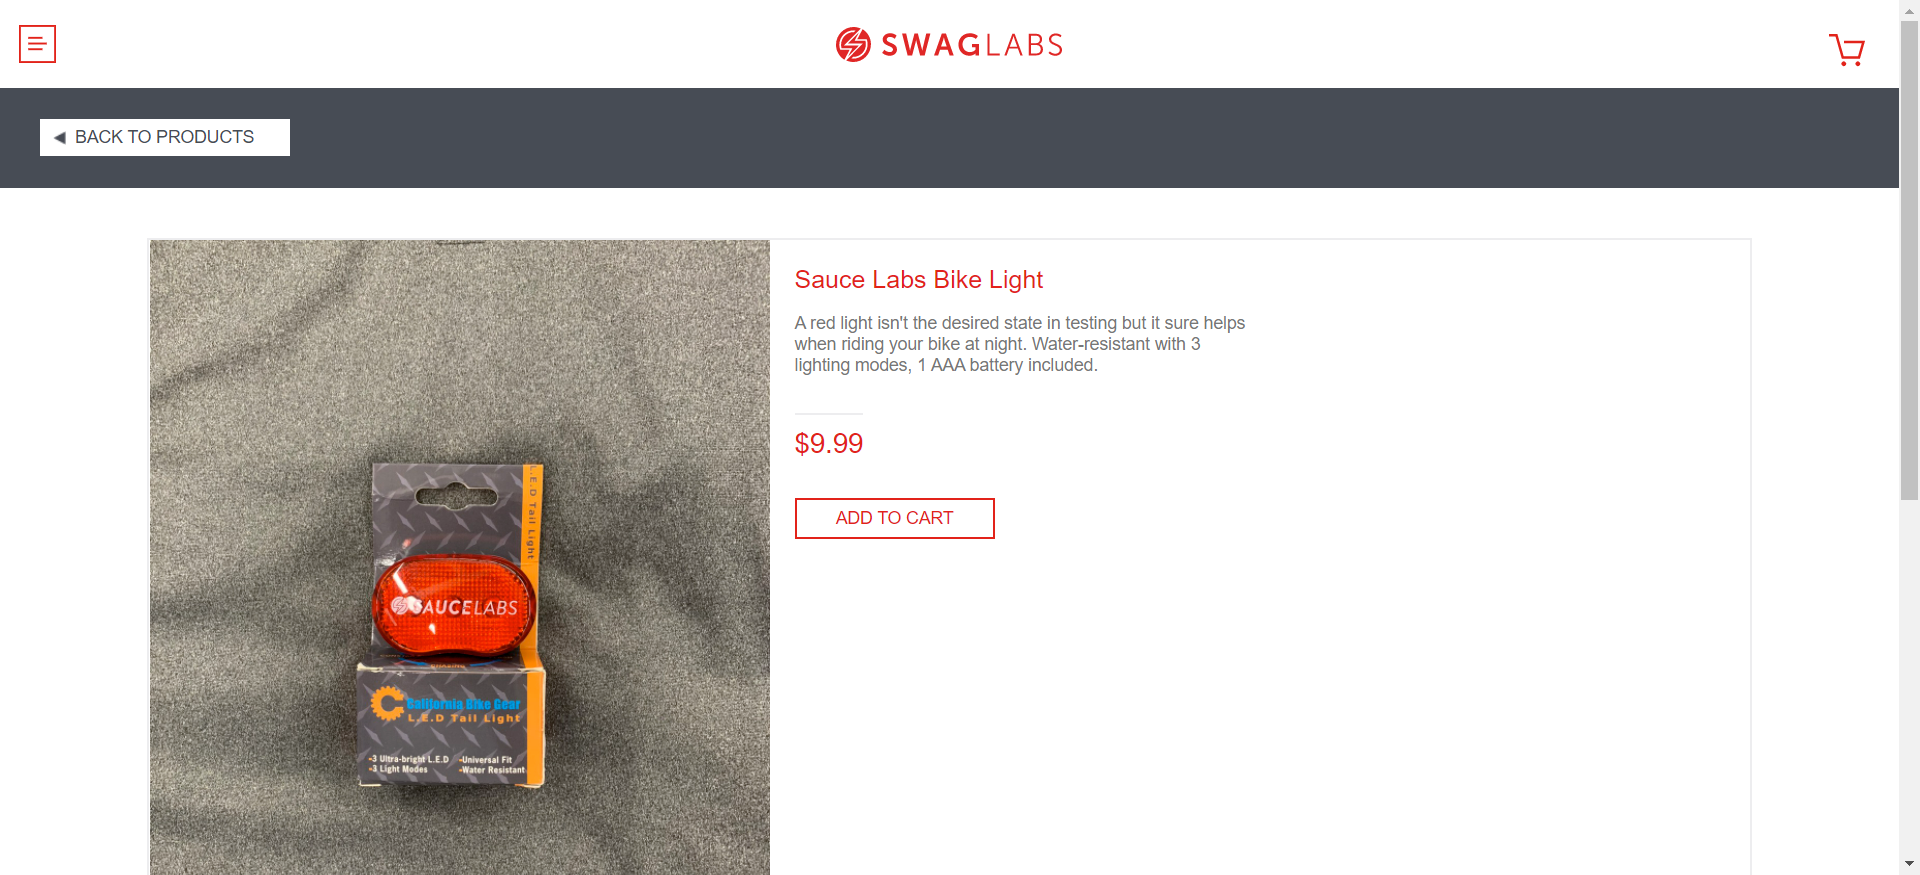 SWAGLABS
BACK TO PRODUCTS
Sauce Labs Bike Light
A red light isn't the desired state in testing but it sure helps
when riding your bike at night. Water-resistant with 3
lighting modes, 1 AAA battery included.
$9.99
ADD TO CART
L.E.D Tail Light
SAUCELABS
California Bike Gear
L.E.D Tail Light
-3 Ultra-bright L.E.D -Universal Fit
-3 Light Modes -Water Resistant